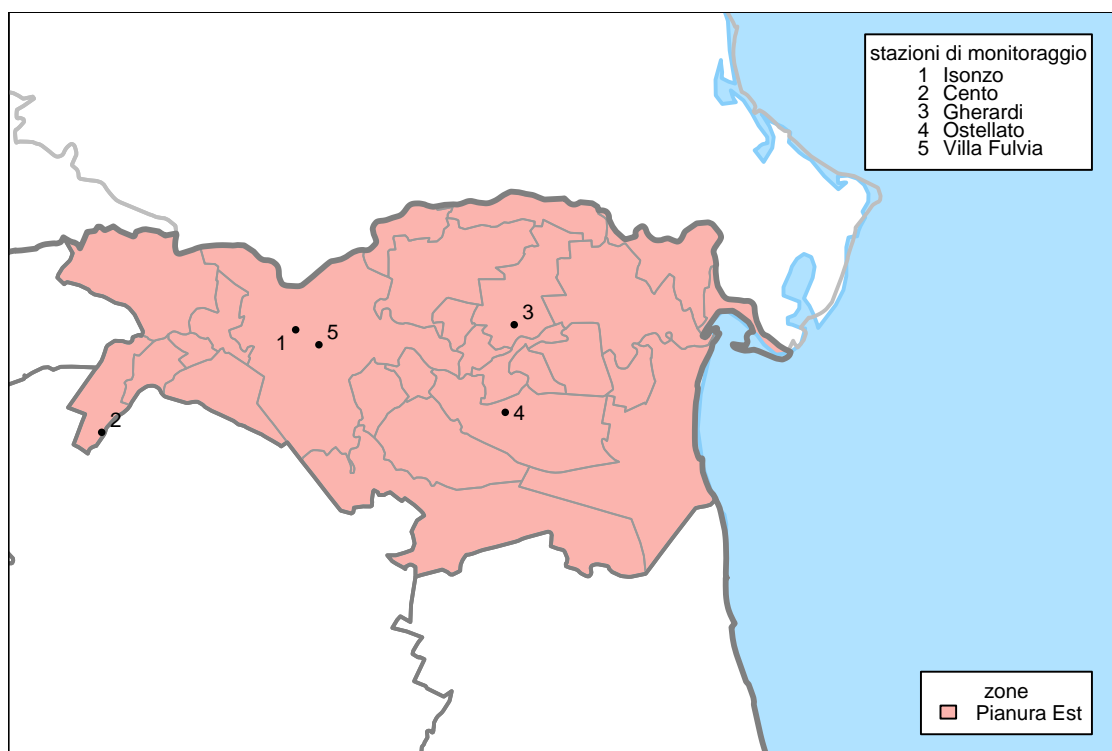 stazioni di monitoraggio
1 Isonzo
2 Cento
3 Gherardi
4 Ostellato
5 Villa Fulvia
3
1
5
4
2
zone
Pianura Est